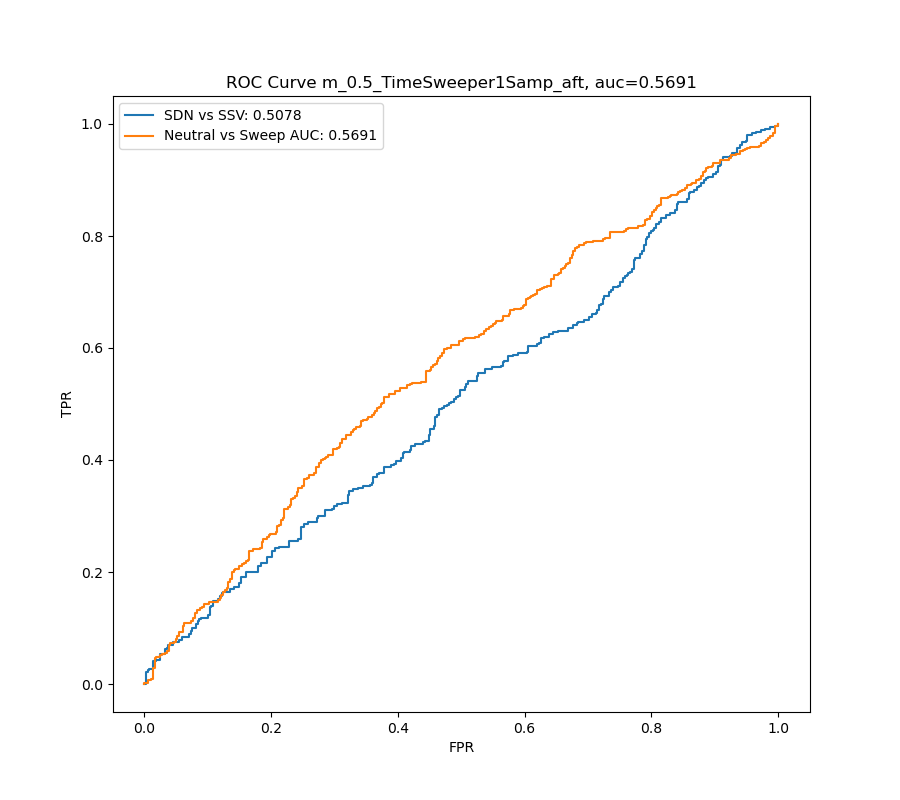 ROC Curve m_0.5_TimeSweeper1Samp_aft, auc=0.5691
SDN vs SSV: 0.5078
Neutral vs Sweep AUC: 0.5691
1.0
0.8
0.6
0.4
0.2
0.0
TPR
0.0 0.2 0.4 0.6 0.8 1.0
FPR